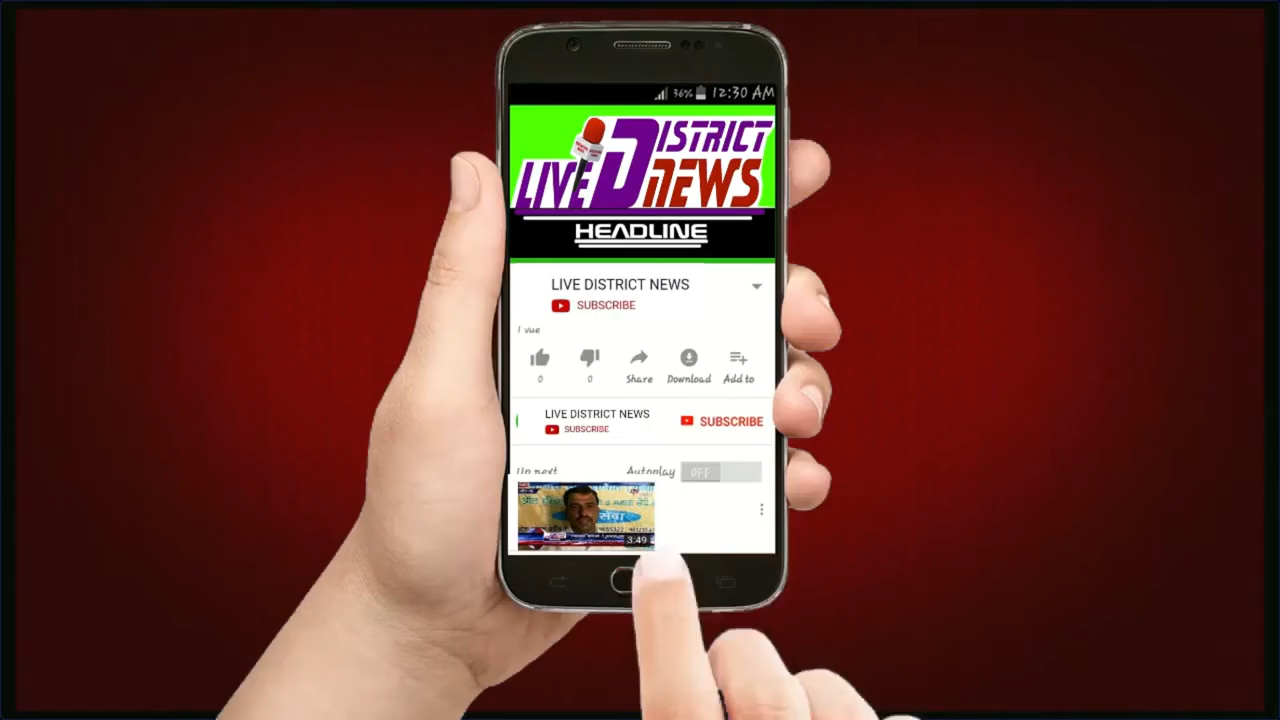 36% 12:30 AM
LIVE DISTRICT NEWS
HEADLINE
LIVE DISTRICT NEWS
SUBSCRIBE
1 vue
0 0 Share Download Add to
LIVE DISTRICT NEWS
SUBSCRIBE
SUBSCRIBE
Up next Autoplay OFF
3:49